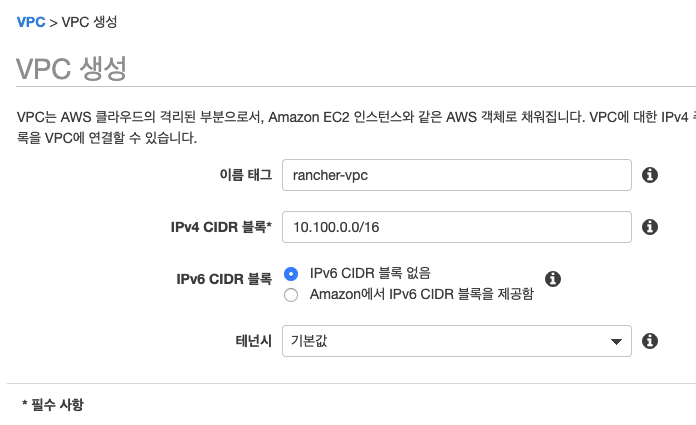 VPC > VPC 생성
VPC 생성
VPC는 AWS 클라우드의 격리된 부분으로서, Amazon EC2 인스턴스와 같은 AWS 객체로 채워집니다. VPC에 대한 IPv4
록을 VPC에 연결할 수 있습니다.
이름 태그 rancher-vpc
IPv4 CIDR 블록* 10.100.0.0/16
IPv6 CIDR 블록 IPv6 CIDR 블록 없음
Amazon에서 IPv6 CIDR 블록을 제공함
테넌시 기본값
* 필수 사항